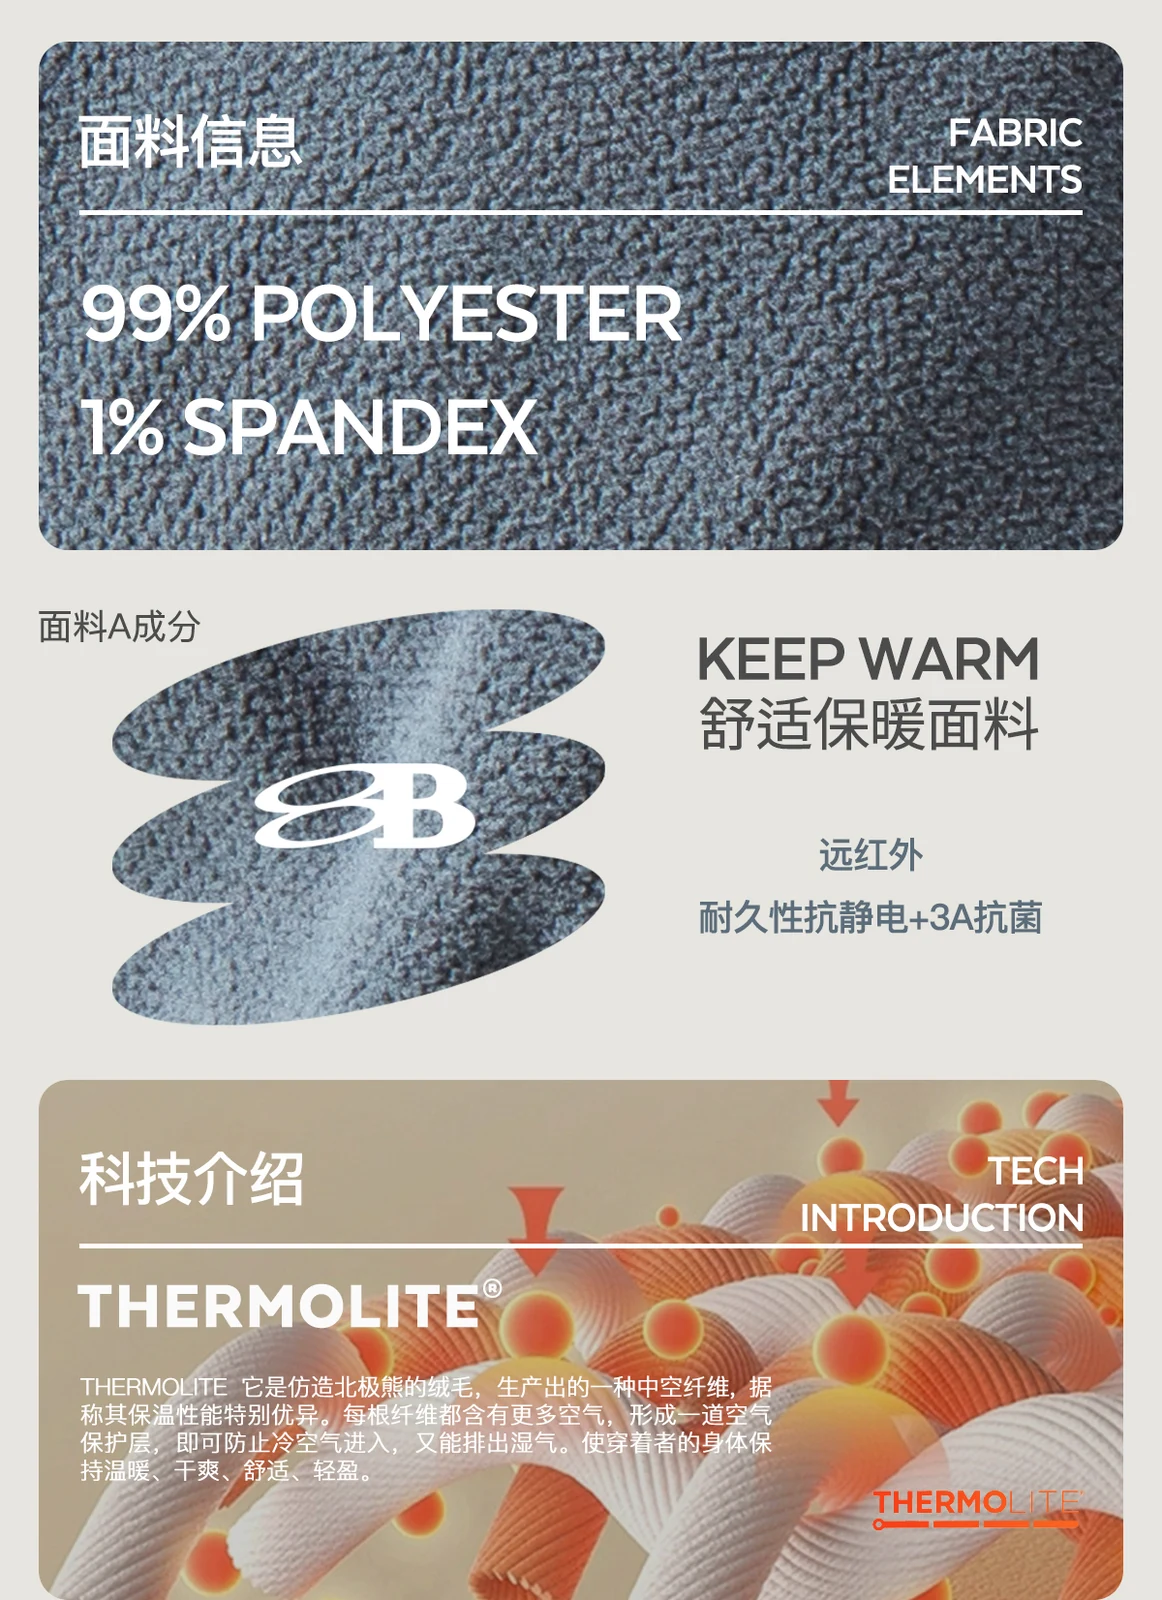 面料信息
FABRIC
ELEMENTS
99% POLYESTER
1% SPANDEX
面料A成分
B
KEEP WARM
舒适保暖面料
远红外
耐久性抗静电+3A抗菌
科技介绍
TECH
INTRODUCTION
THERMOLITE®
THERMOLITE 它是仿造北极熊的绒毛，生产出的一种中空纤维，据
称其保温性能特别优异。每根纤维都含有更多空气，形成一道空气
保护层，即可防止冷空气进入，又能排出湿气。使穿着者的身体保
持温暖、干爽、舒适、轻盈。
THERMOLITE